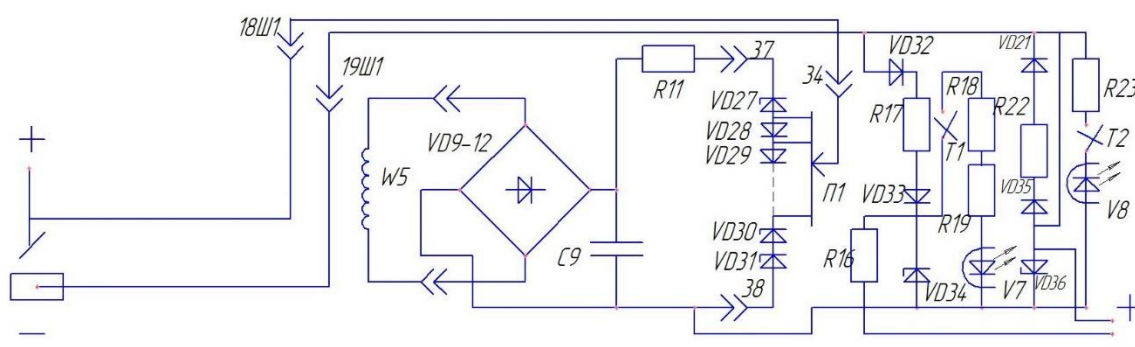 18Ш1
19Ш1
+
–
W5
VD9-12
C9
R11
37
34
VD27
VD28
VD29
П1
VD30
VD31
38
VD32
R17
T1
R18
R19
VD33
R16
VD34
V7
VD21
R22
VD35
VD36
R23
T2
V8
+